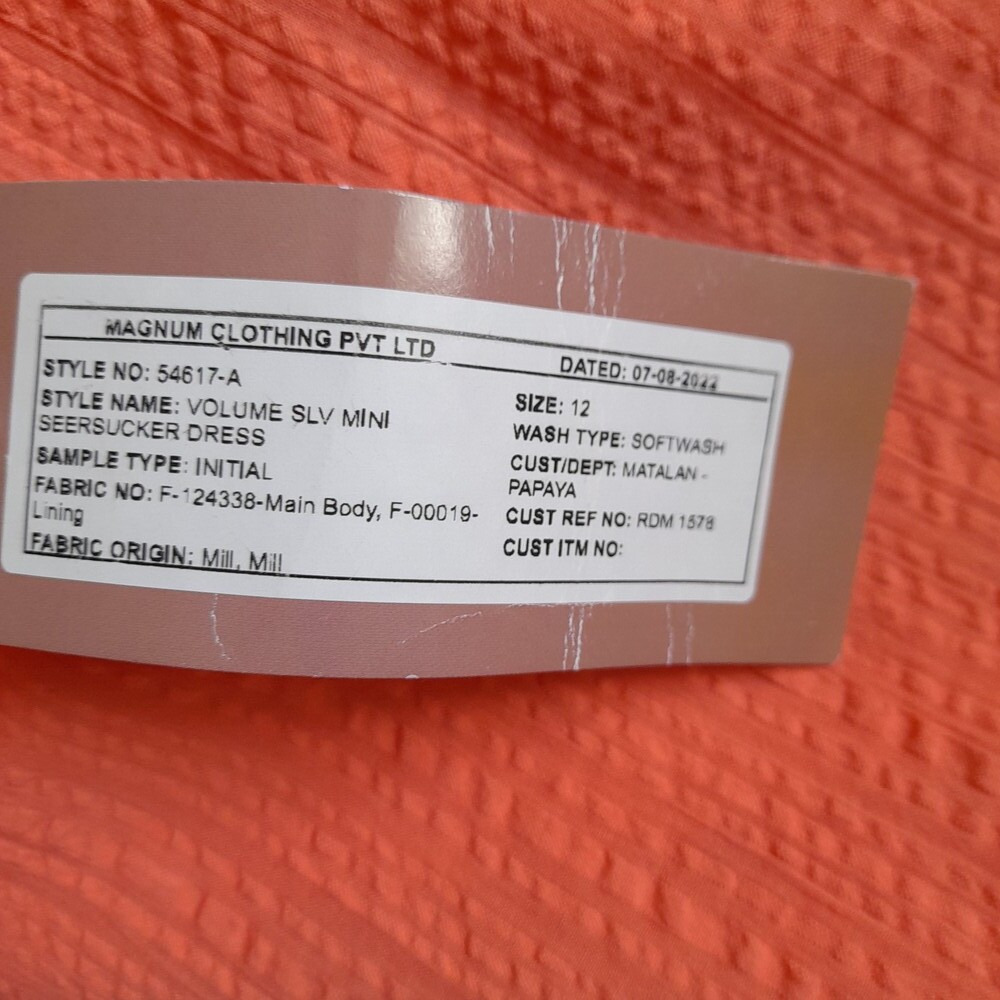 MAGNUM CLOTHING PVT LTD
DATED: 07-08-2022
STYLE NO: 54617-A
STYLE NAME: VOLUME SLV MINI
SEERSUCKER DRESS
SAMPLE TYPE: INITIAL
FABRIC NO: F-124338-Main Body, F-00019-
Lining
FABRIC ORIGIN: Mill, Mill
SIZE: 12
WASH TYPE: SOFTWASH
CUST/DEPT: MATALAN -
PAPAYA
CUST REF NO: RDM 1578
CUST ITM NO: